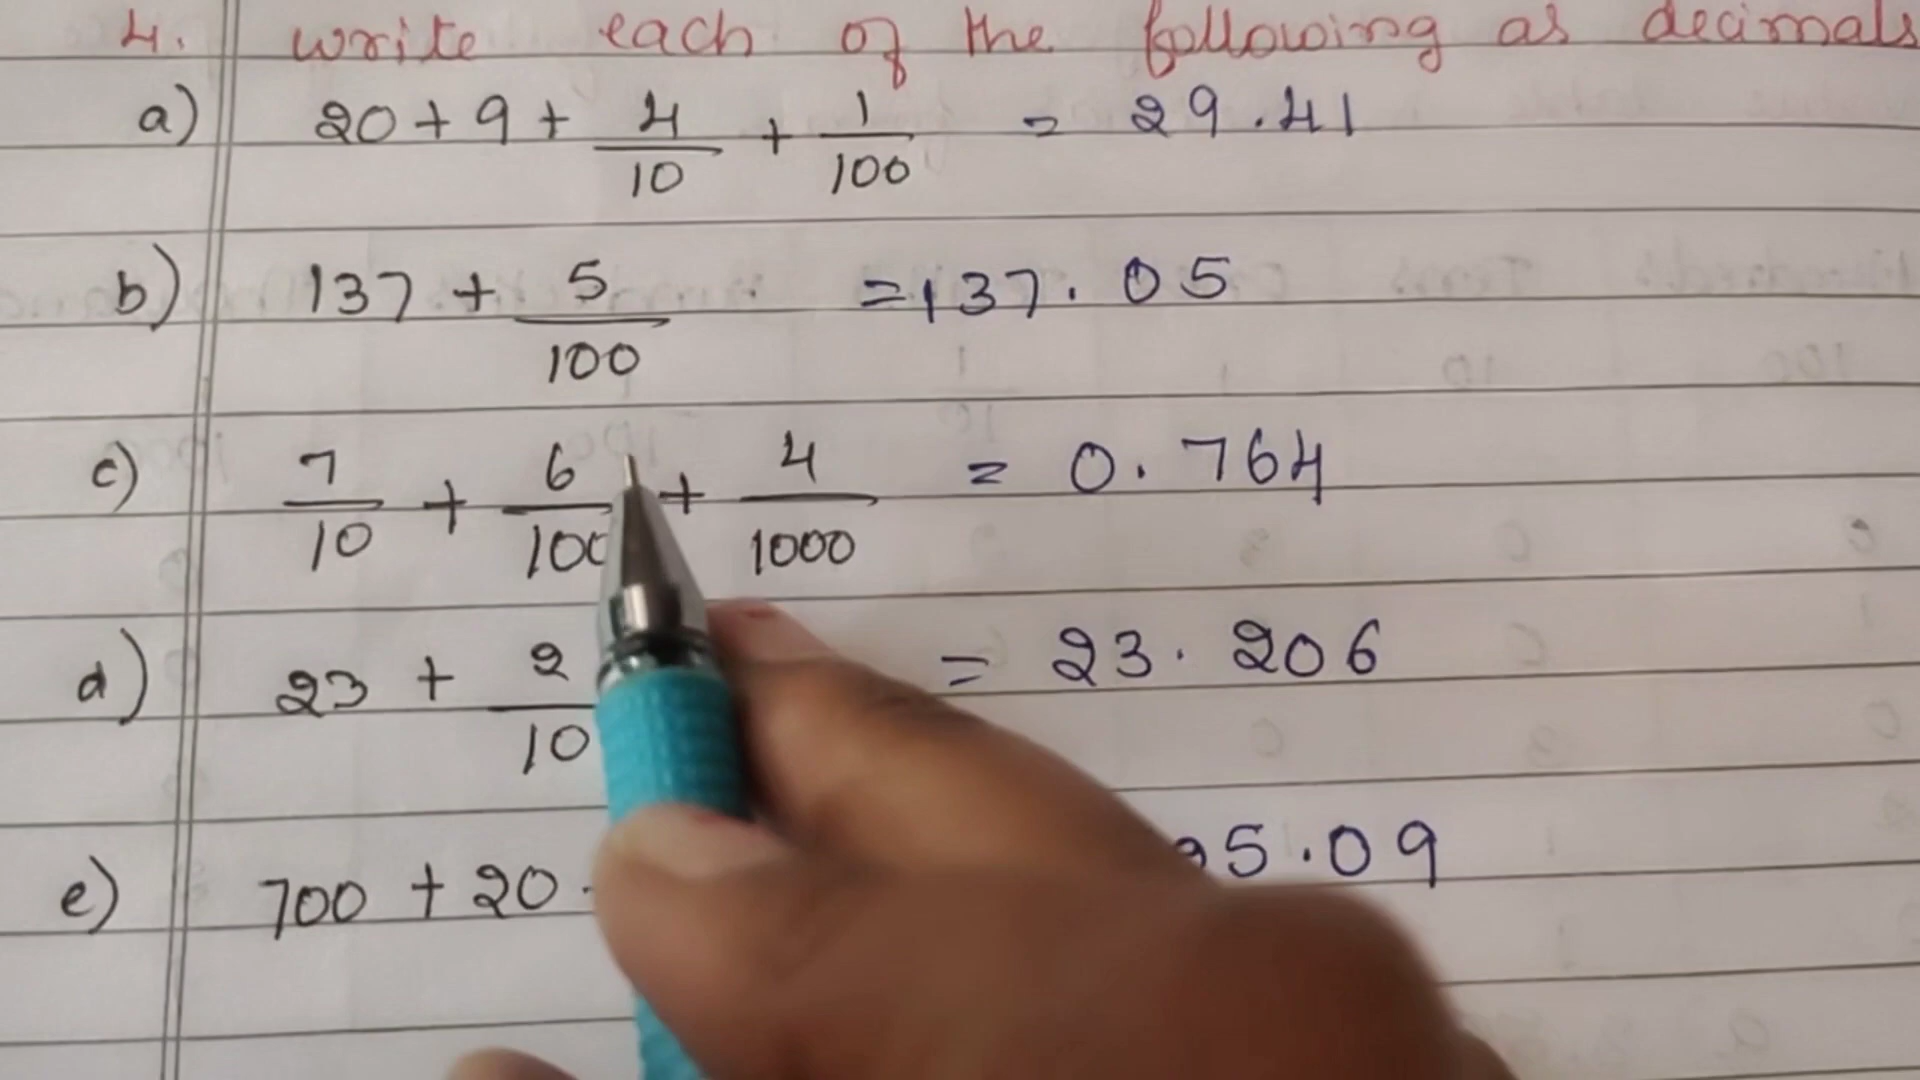 4. write each of the following as decimals
a) 20 + 9 + 4/10 + 1/100 = 29.41
b) 137 + 5/100 = 137.05
c) 7/10 + 6/100 + 4/1000 = 0.764
d) 23 + 2/10 = 23.206
e) 700 + 20 5.09